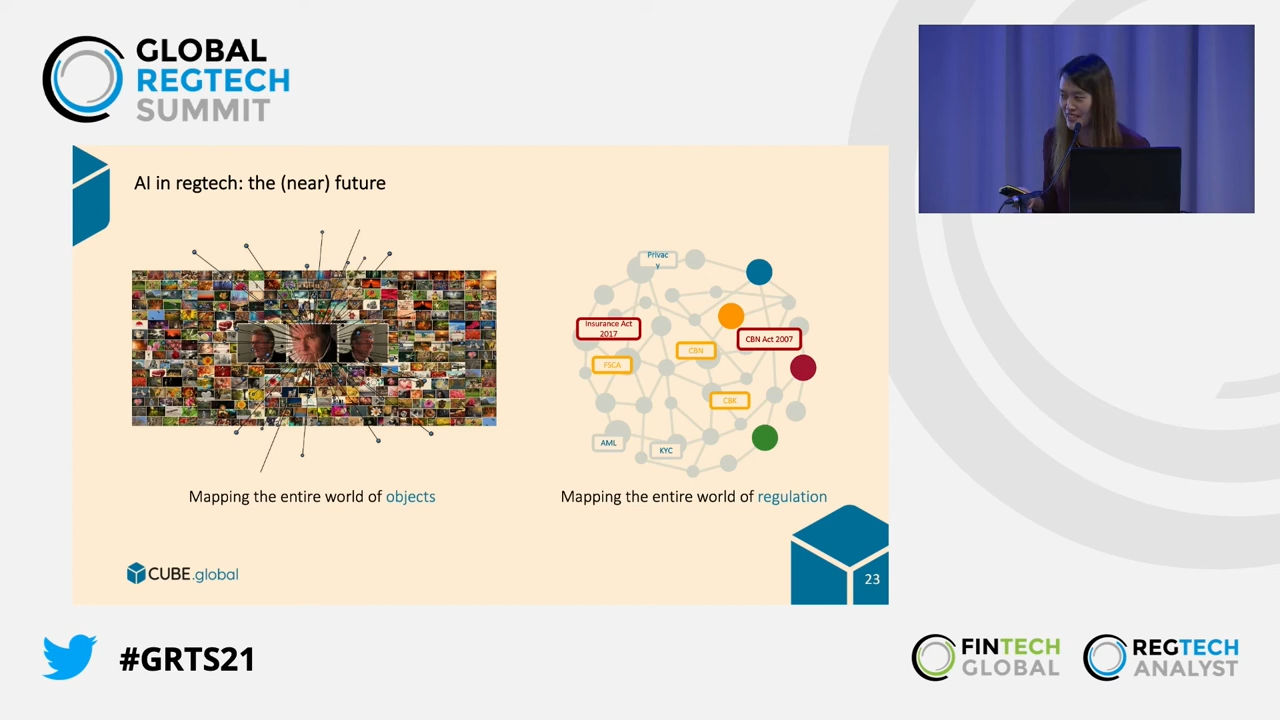 GLOBAL
REGTECH
SUMMIT
AI in regtech: the (near) future
Privac
y
Insurance Act
2017
CBN Act 2007
CBN
FSCA
CBK
AML
KYC
Mapping the entire world of objects
Mapping the entire world of regulation
CUBE.global
23
#GRTS21
FINTECH
GLOBAL
REGTECH
ANALYST